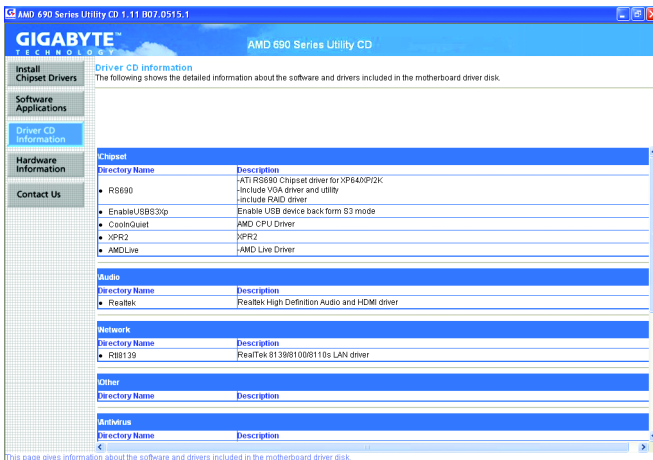 AMD 690 Series Utility CD 1.11 B07.0515.1
GIGABYTE™
TECHNOLOGY
AMD 690 Series Utility CD
Install
Chipset Drivers
Software
Applications
Driver CD
Information
Hardware
Information
Contact Us
Driver CD information
The following shows the detailed information about the software and drivers included in the motherboard driver disk.
\Chipset
Directory Name Description
• RS690 -ATi RS690 Chipset driver for XP64/XP/2K
-Include VGA driver and utility
-include RAID driver
• EnableUSBS3Xp Enable USB device back form S3 mode
• CoolnQuiet AMD CPU Driver
• XPR2 XPR2
• AMDLive -AMD Live Driver
\Audio
Directory Name Description
• Realtek Realtek High Definition Audio and HDMI driver
\Network
Directory Name Description
• Rtl8139 RealTek 8139/8100/8110s LAN driver
\Other
Directory Name Description
\Antivirus
Directory Name Description
This page gives information about the software and drivers included in the motherboard driver disk.